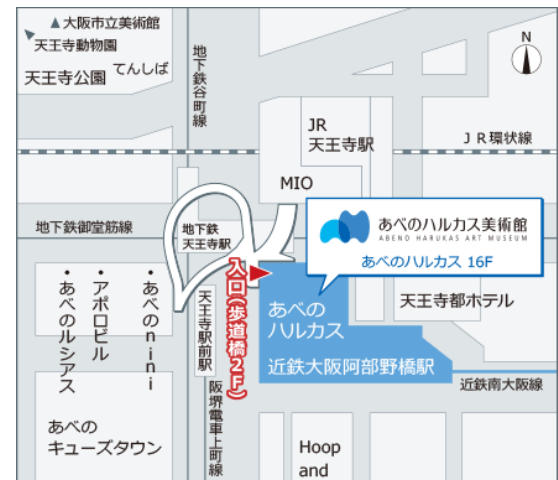 ▲大阪市立美術館
天王寺動物園
天王寺公園
てんしば
地下鉄谷町線
N
JR
天王寺駅
JR環状線
MIO
地下鉄御堂筋線
地下鉄
天王寺駅
あべのハルカス美術館
ABENO HARUKAS ART MUSEUM
あべのハルカス 16F
入口(歩道橋2F)
・あべのnini
・アポロビル
・あべのルシアス
天王寺駅前駅
あべの
ハルカス
近鉄大阪阿部野橋駅
天王寺都ホテル
近鉄南大阪線
阪堺電車上町線
あべの
キューズタウン
Hoop
and